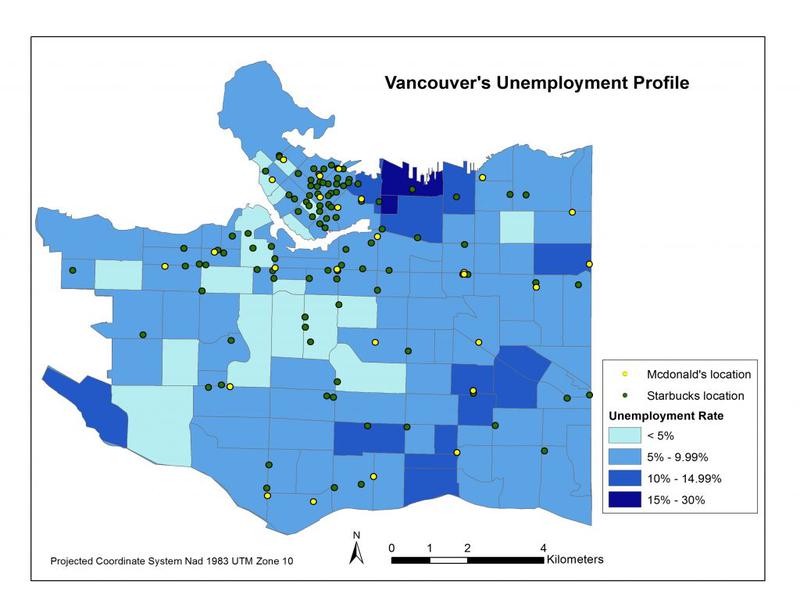 Vancouver's Unemployment Profile
Mcdonald's location
Starbucks location
Unemployment Rate
< 5%
5% - 9.99%
10% - 14.99%
15% - 30%
N
0 1 2 4
Kilometers
Projected Coordinate System Nad 1983 UTM Zone 10